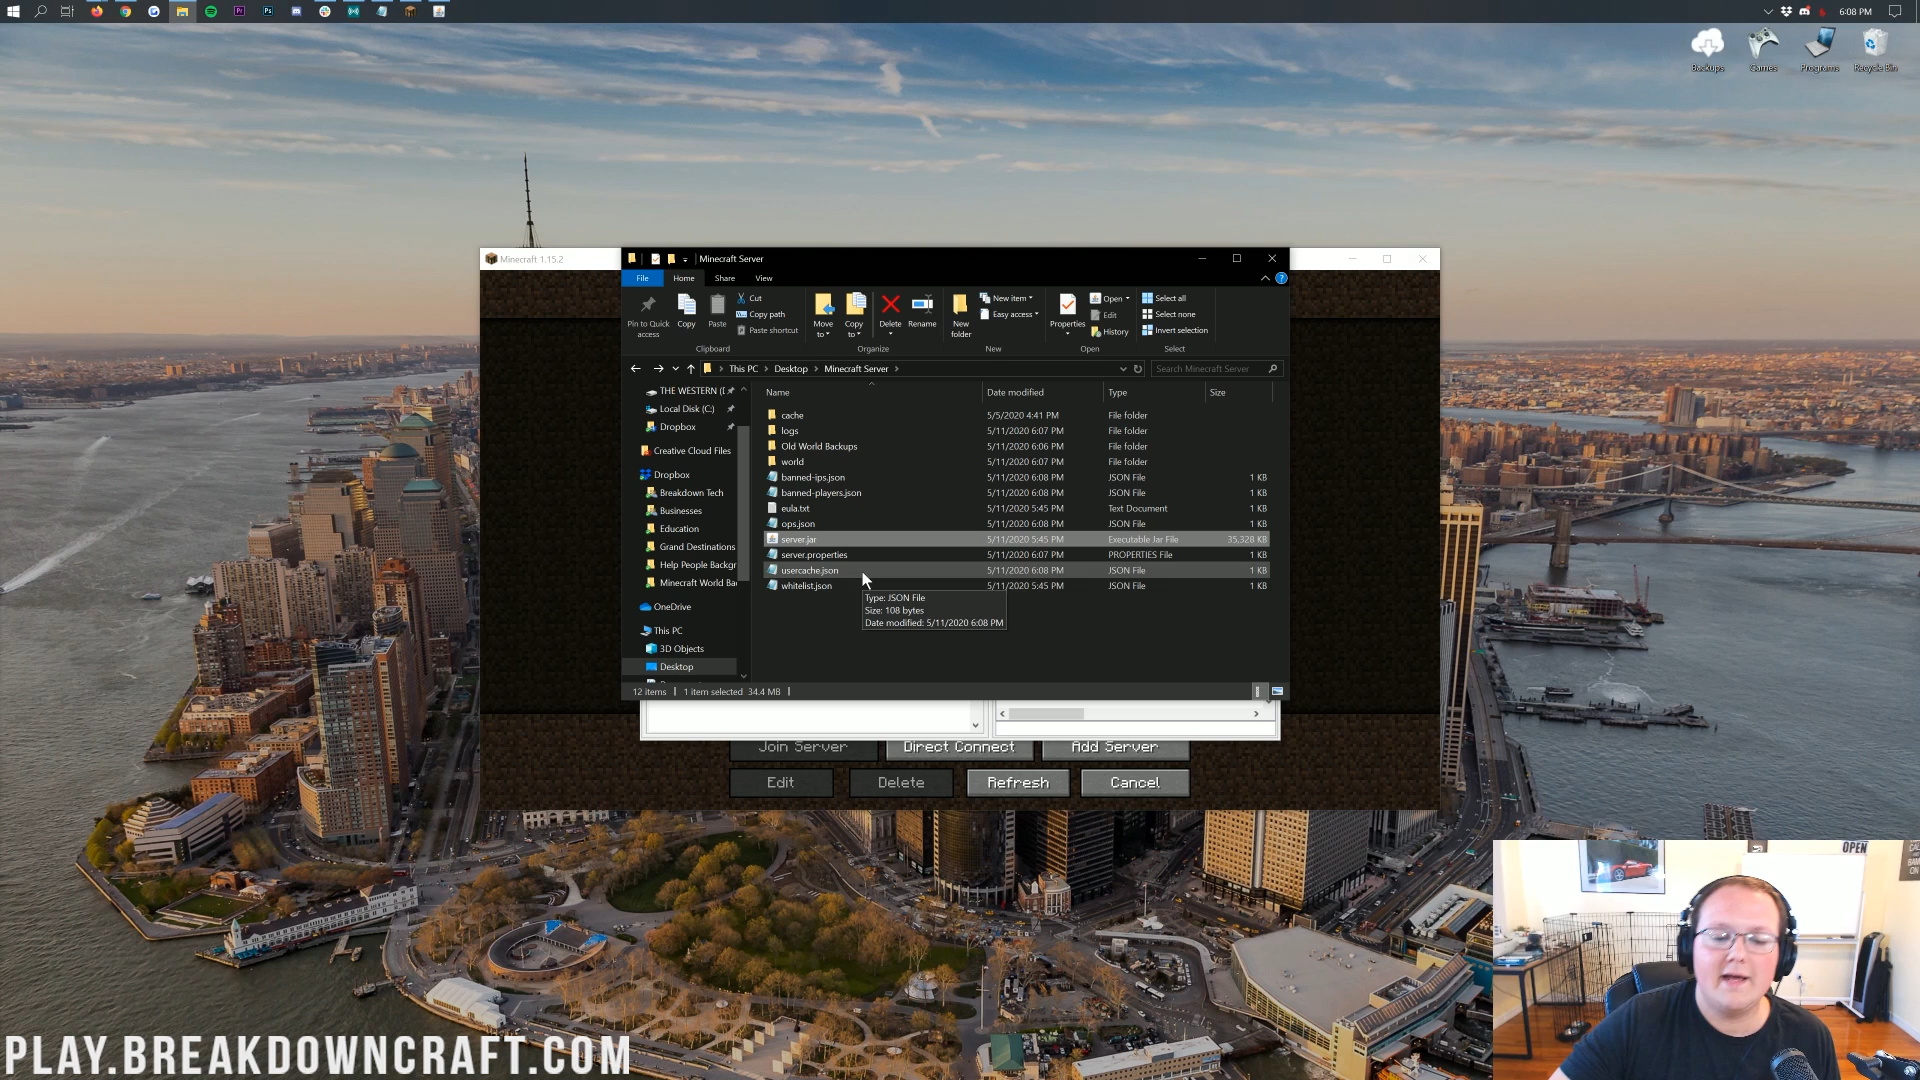 6:08 PM
Backups
Games
Programs
Recycle Bin
Minecraft 1.15.2
Minecraft Server
File
Home
Share
View
Pin to Quick access
Copy
Paste
Cut
Copy path
Paste shortcut
Clipboard
Move to
Copy to
Delete
Rename
Organize
New folder
New item
Easy access
New
Properties
Open
Edit
History
Open
Select all
Select none
Invert selection
Select
This PC > Desktop > Minecraft Server >
Search Minecraft Server
THE WESTERN (
Local Disk (C:)
Dropbox
Creative Cloud Files
Dropbox
Breakdown Tech
Businesses
Education
Grand Destinations
Help People Backgr
Minecraft World Ba
OneDrive
This PC
3D Objects
Desktop
Name Date modified Type Size
cache 5/5/2020 4:41 PM File folder
logs 5/11/2020 6:07 PM File folder
Old World Backups 5/11/2020 6:06 PM File folder
world 5/11/2020 6:07 PM File folder
banned-ips.json 5/11/2020 6:08 PM JSON File 1 KB
banned-players.json 5/11/2020 6:08 PM JSON File 1 KB
eula.txt 5/11/2020 5:45 PM Text Document 1 KB
ops.json 5/11/2020 6:08 PM JSON File 1 KB
server.jar 5/11/2020 5:45 PM Executable Jar File 35,328 KB
server.properties 5/11/2020 6:07 PM PROPERTIES File 1 KB
usercache.json 5/11/2020 6:08 PM JSON File 1 KB
whitelist.json 5/11/2020 5:45 PM JSON File 1 KB
Type: JSON File
Size: 108 bytes
Date modified: 5/11/2020 6:08 PM
12 items 1 item selected 34.4 MB
Join Server
Direct Connect
Add Server
Edit
Delete
Refresh
Cancel
OPEN
PLAY.BREAKDOWNCRAFT.COM